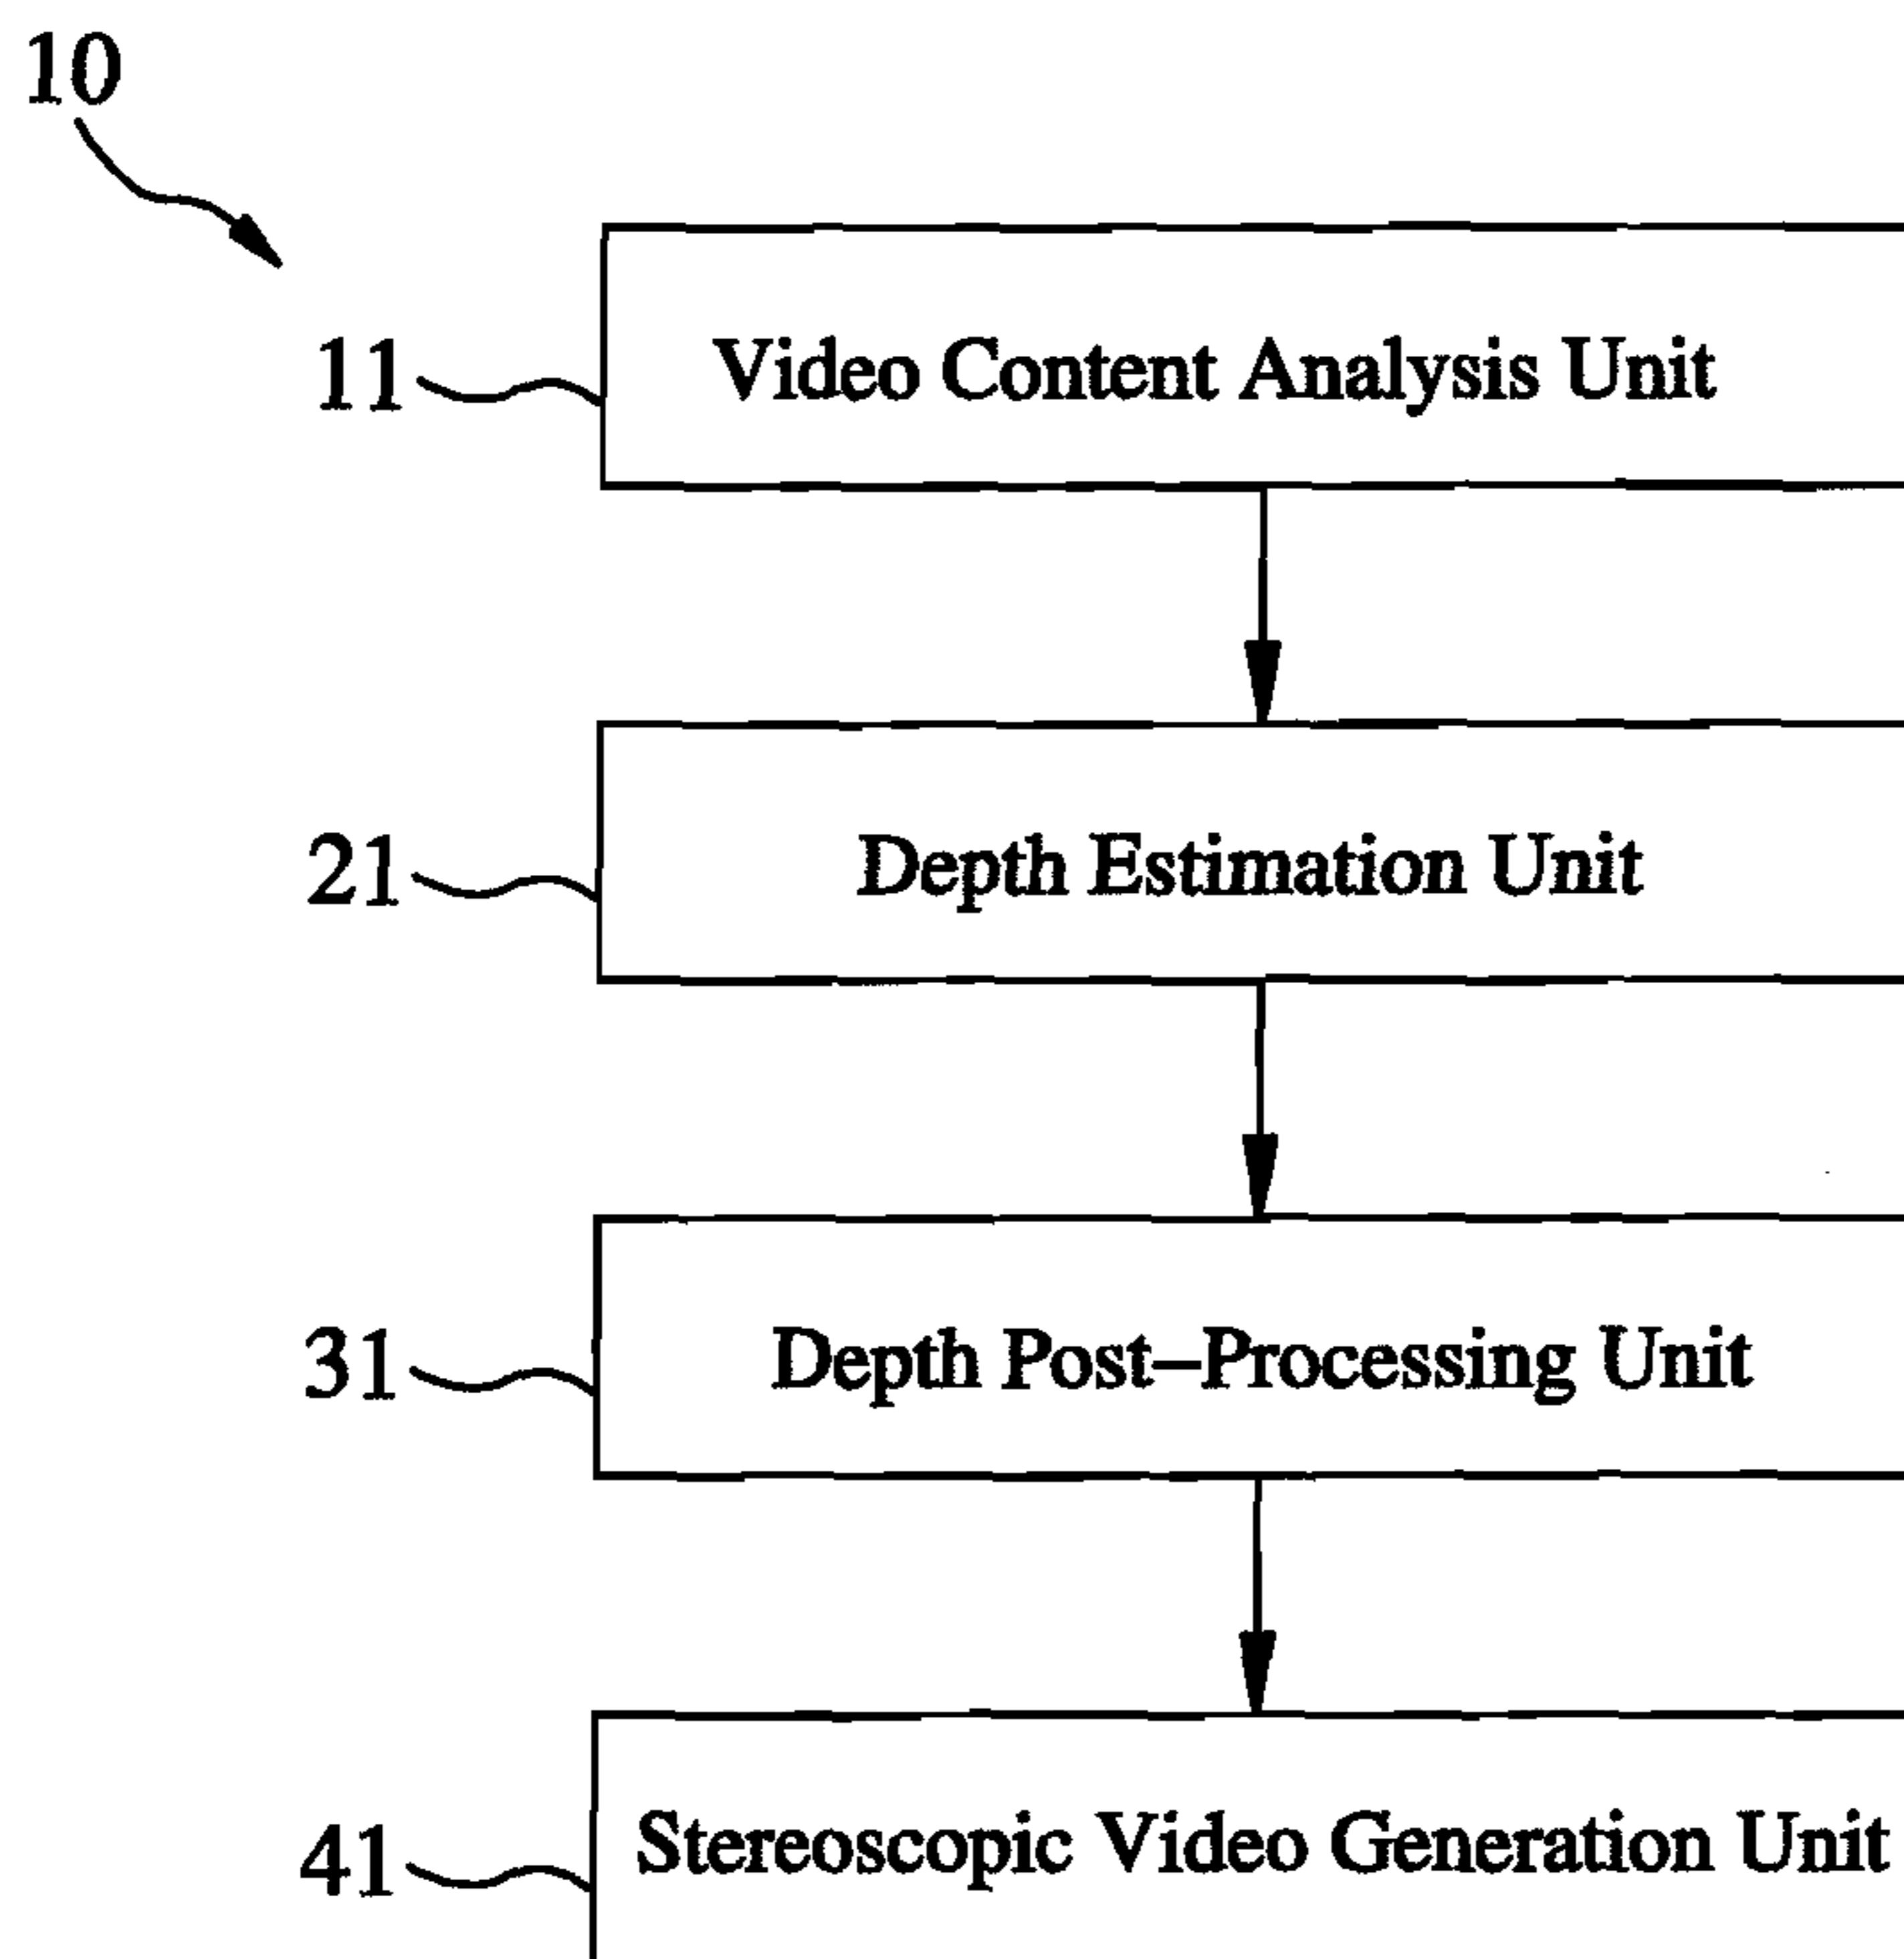 10
11 Video Content Analysis Unit
21 Depth Estimation Unit
31 Depth Post-Processing Unit
41 Stereoscopic Video Generation Unit